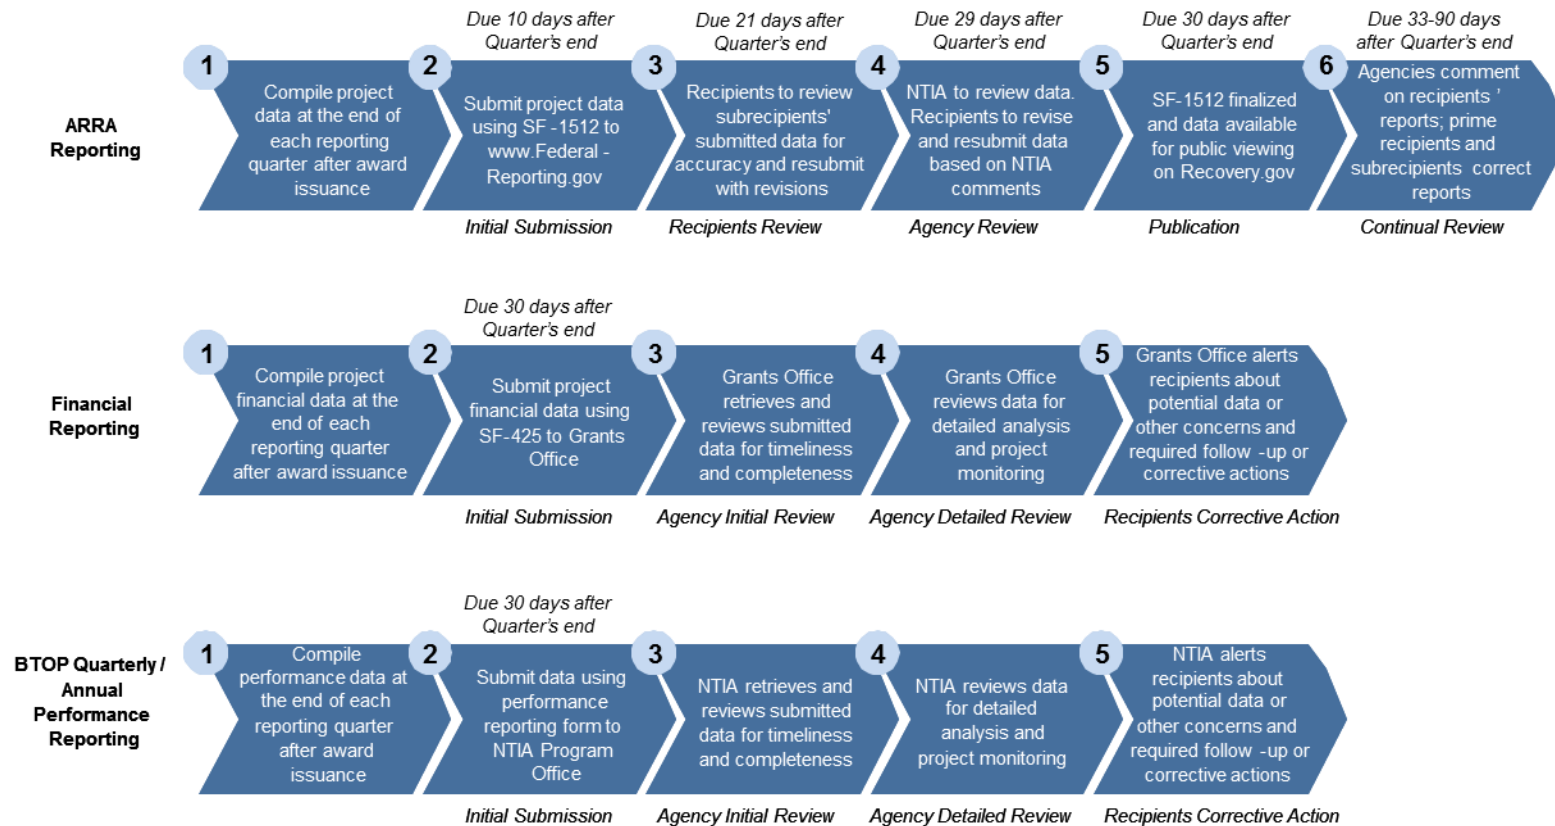 Due 10 days after
Quarter's end
Due 21 days after
Quarter's end
Due 29 days after
Quarter's end
Due 30 days after
Quarter's end
Due 33-90 days
after Quarter's end
ARRA
Reporting
1
Compile project
data at the end of
each reporting
quarter after award
issuance
2
Submit project data
using SF -1512 to
www.Federal -
Reporting.gov
3
Recipients to review
subrecipients'
submitted data for
accuracy and resubmit
with revisions
4
NTIA to review data.
Recipients to revise
and resubmit data
based on NTIA
comments
5
SF-1512 finalized
and data available
for public viewing
on Recovery.gov
6
Agencies comment
on recipients '
reports; prime
recipients and
subrecipients correct
reports
Initial Submission
Recipients Review
Agency Review
Publication
Continual Review
Due 30 days after
Quarter's end
Financial
Reporting
1
Compile project
financial data at the
end of each
reporting quarter
after award issuance
2
Submit project
financial data using
SF-425 to Grants
Office
3
Grants Office
retrieves and
reviews submitted
data for timeliness
and completeness
4
Grants Office
reviews data for
detailed analysis
and project
monitoring
5
Grants Office alerts
recipients about
potential data or
other concerns and
required follow -up or
corrective actions
Initial Submission
Agency Initial Review
Agency Detailed Review
Recipients Corrective Action
Due 30 days after
Quarter's end
BTOP Quarterly /
Annual
Performance
Reporting
1
Compile
performance data at
the end of each
reporting quarter
after award
issuance
2
Submit data using
performance
reporting form to
NTIA Program
Office
3
NTIA retrieves and
reviews submitted
data for timeliness
and completeness
4
NTIA reviews data
for detailed
analysis and
project monitoring
5
NTIA alerts
recipients about
potential data or
other concerns and
required follow -up or
corrective actions
Initial Submission
Agency Initial Review
Agency Detailed Review
Recipients Corrective Action